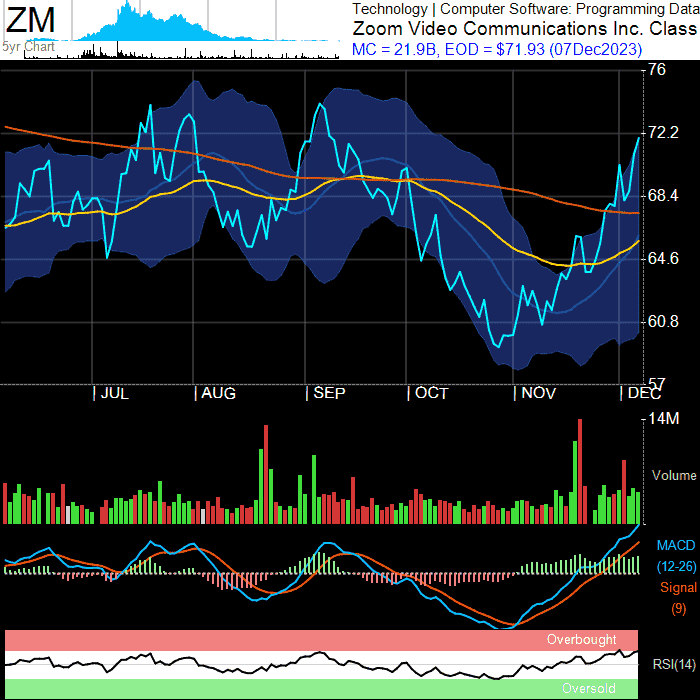 ZM
Technology | Computer Software: Programming Data
Zoom Video Communications Inc. Class
MC = 21.9B, EOD = $71.93 (07Dec2023)
5yr Chart
76
72.2
68.4
64.6
60.8
57
JUL AUG SEP OCT NOV DEC
14M
Volume
MACD
(12-26)
Signal
(9)
Overbought
RSI(14)
Oversold